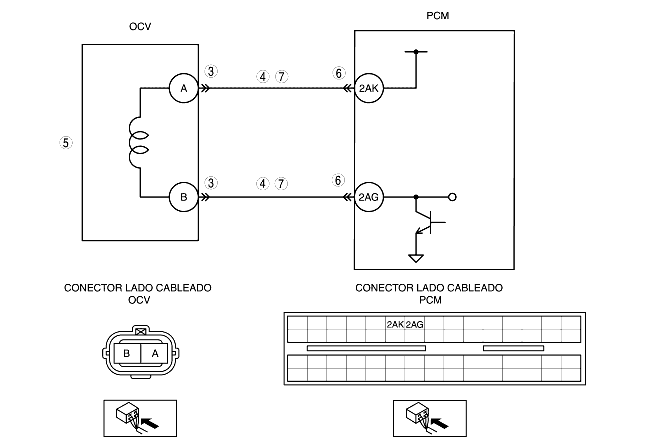 OCV PCM
3 4 7 6
A 2AK
5
3 4 7 6
B 2AG
CONECTOR LADO CABLEADO
OCV
CONECTOR LADO CABLEADO
PCM
B A
2AK 2AG